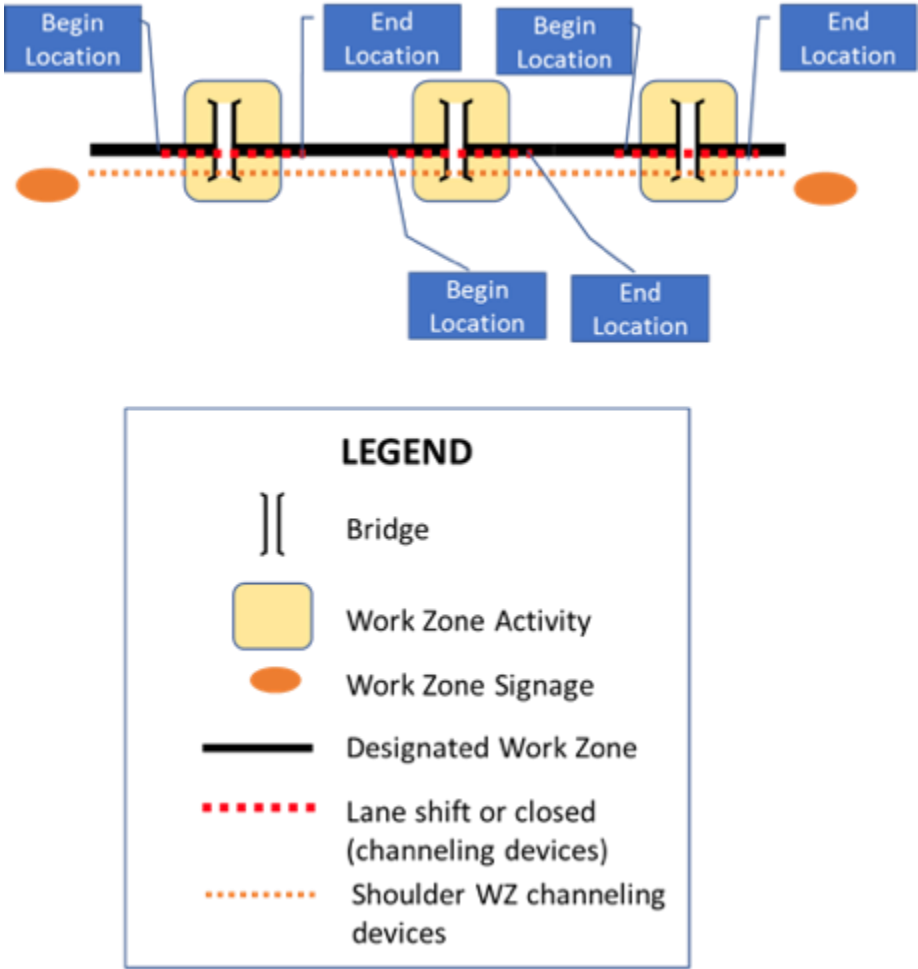 Begin
Location
End
Location
Begin
Location
End
Location
Begin
Location
End
Location
LEGEND
Bridge
Work Zone Activity
Work Zone Signage
Designated Work Zone
Lane shift or closed
(channeling devices)
Shoulder WZ channeling
devices